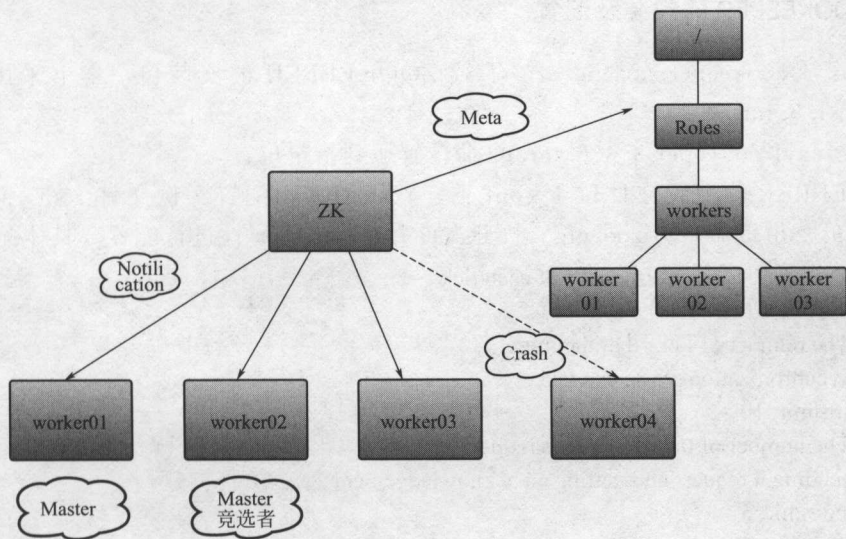 /
Meta
Roles
ZK
workers
Notili
cation
worker
01
worker
02
worker
03
Crash
worker01
worker02
worker03
worker04
Master
Master
竞选者